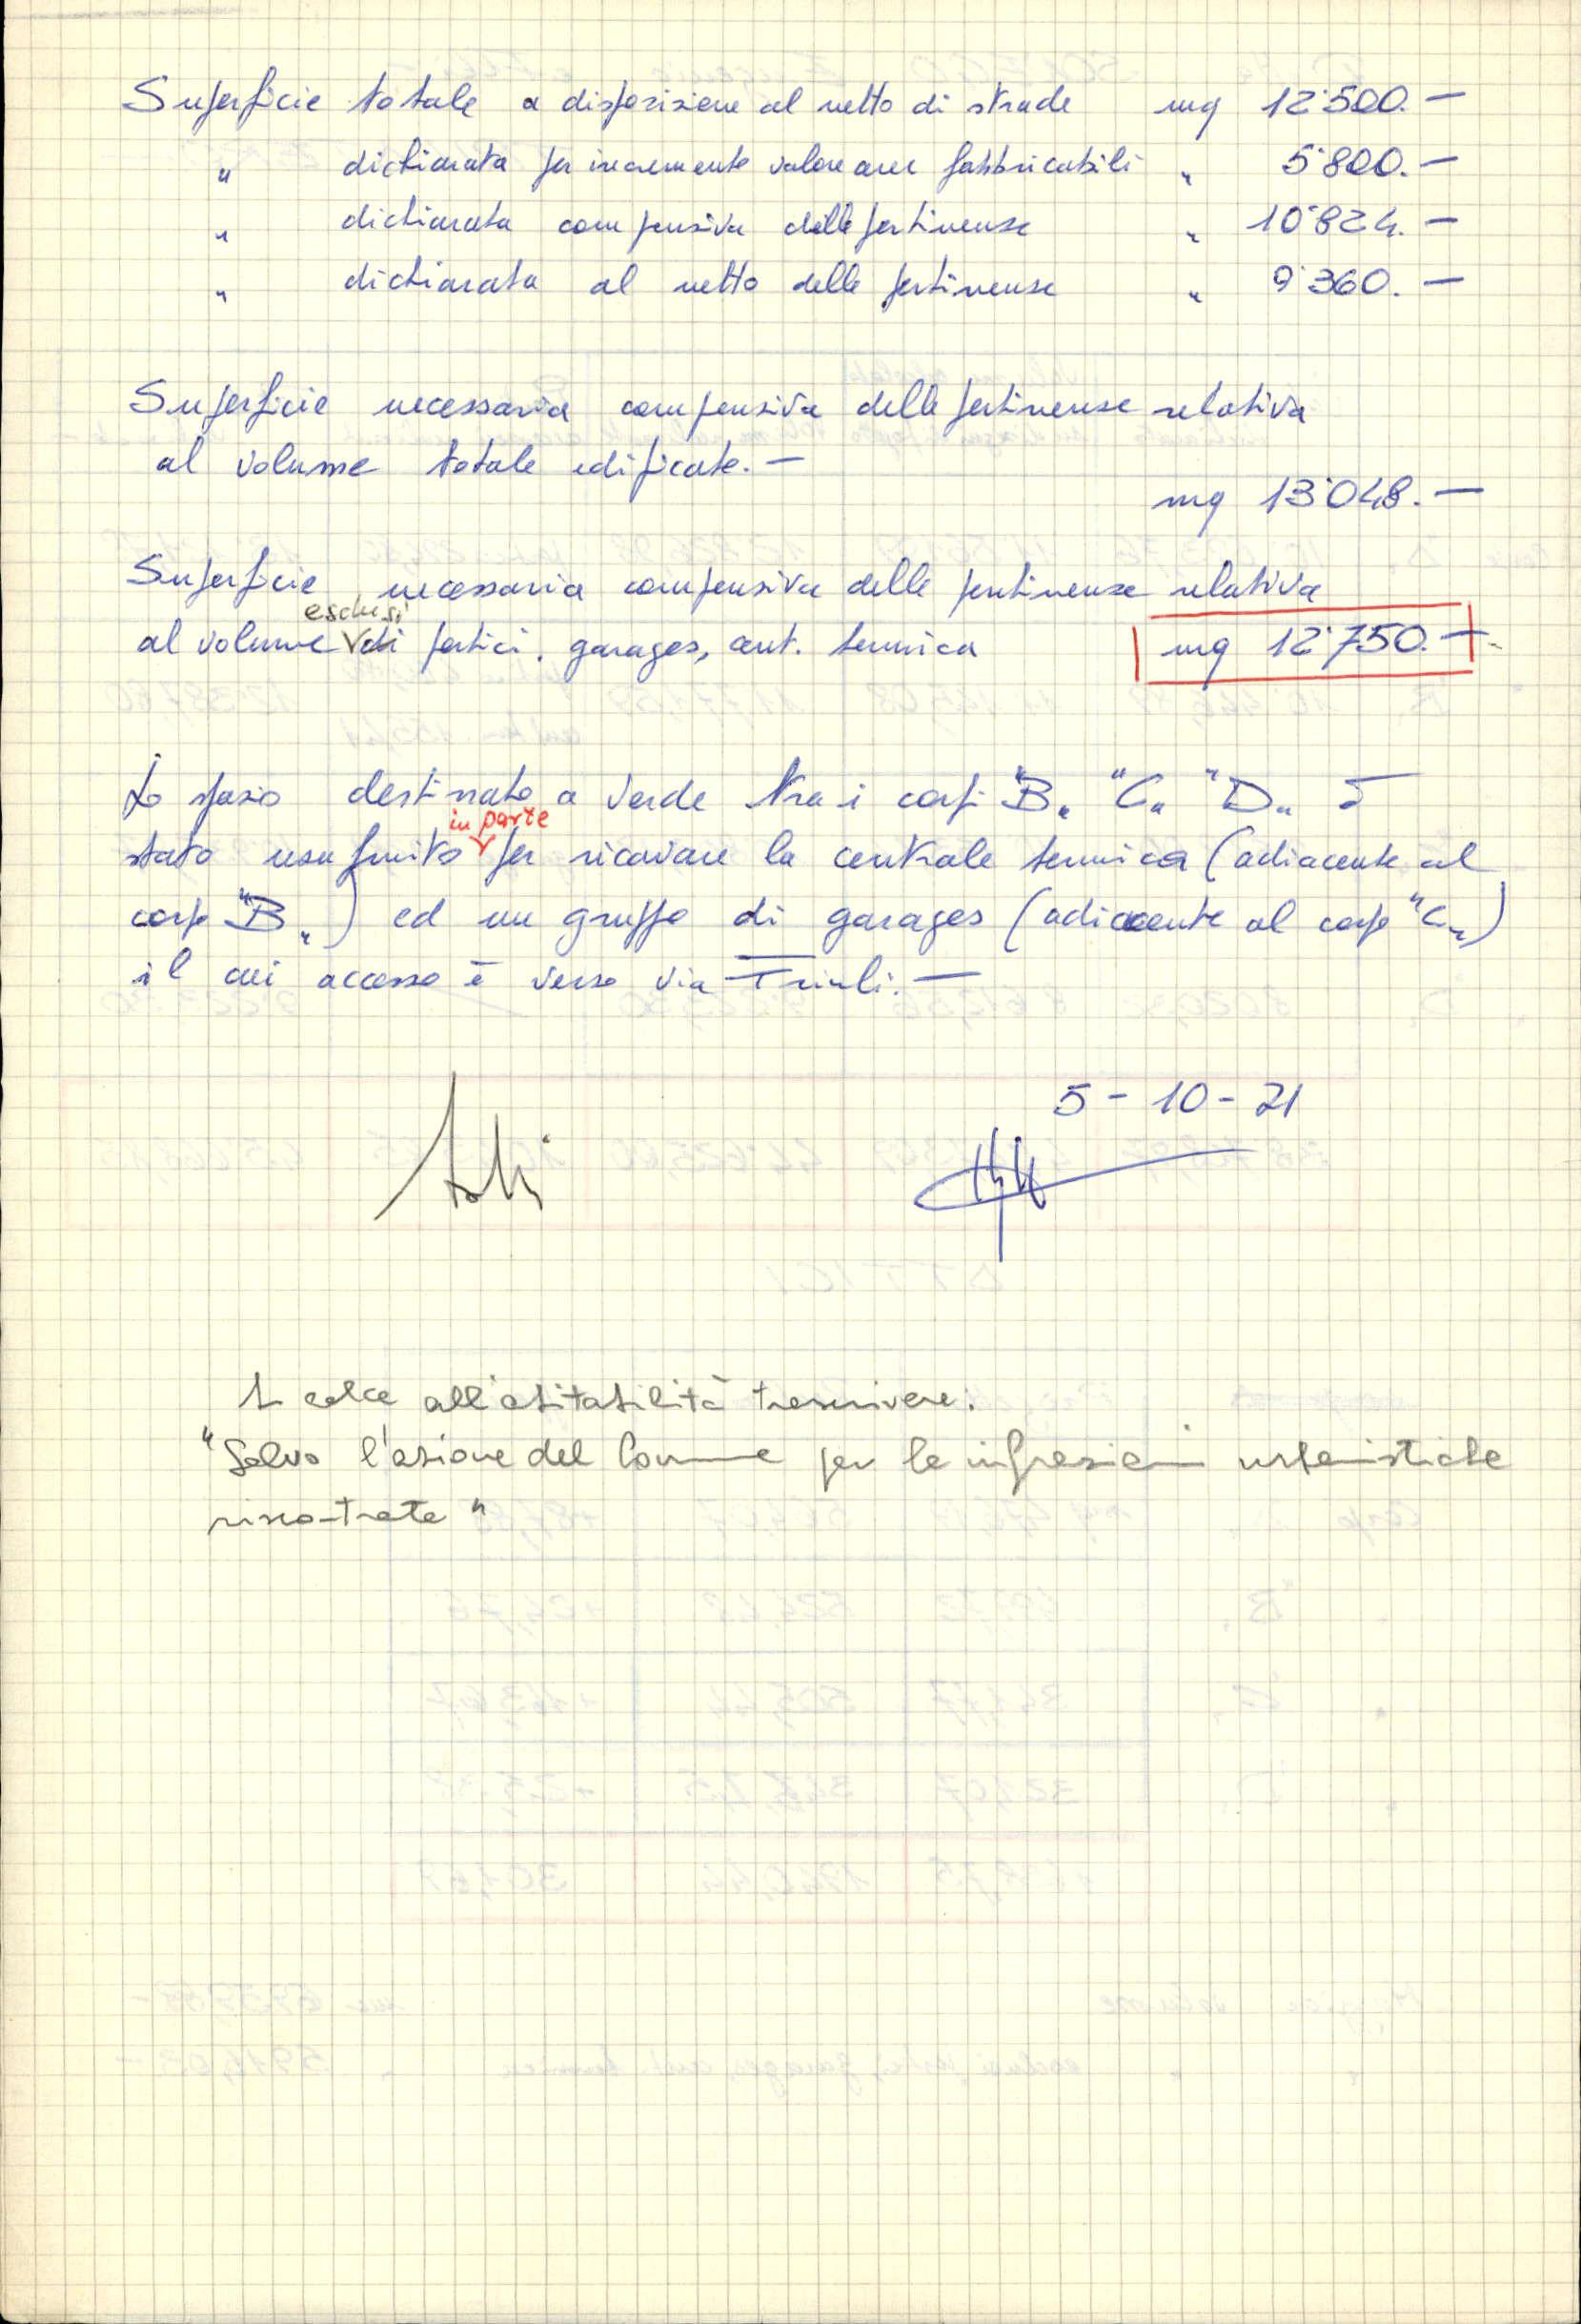 Superficie totale a disposizione al netto di strade mq 12'500.—
" dichiarata per incremento valore aree fabbricabili " 5'800.—
" dichiarata compensiva delle pertinenze " 10'824.—
" dichiarata al netto delle pertinenze " 9'360.—
Superficie necessaria compensiva delle pertinenze relativa
al volume totale edificato.—
mq 13'048.—
Superficie necessaria compensiva delle pertinenze relativa
esclusi
al volume di portici, garages, cent. termica mq 12'750.—
Lo spazio destinato a verde tra i corpi "B" "C" "D" è
in parte
stato usufruito per ricavare la centrale termica (adiacente al
corpo "B") ed un gruppo di garages (adiacente al corpo "C")
il cui accesso è verso via Friuli.—
5-10-71
In calce all'abitabilità trascrivere:
"Salvo l'azione del Comune per le infrazioni urbanistiche
riscontrate"